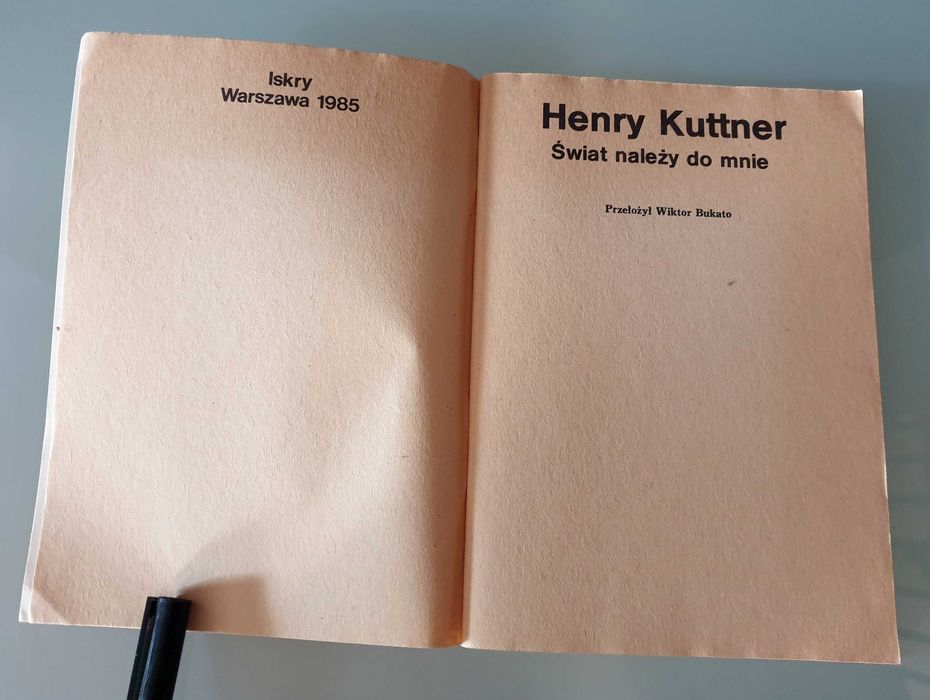 Iskry
Warszawa 1985
Henry Kuttner
Świat należy do mnie
Przełożył Wiktor Bukato